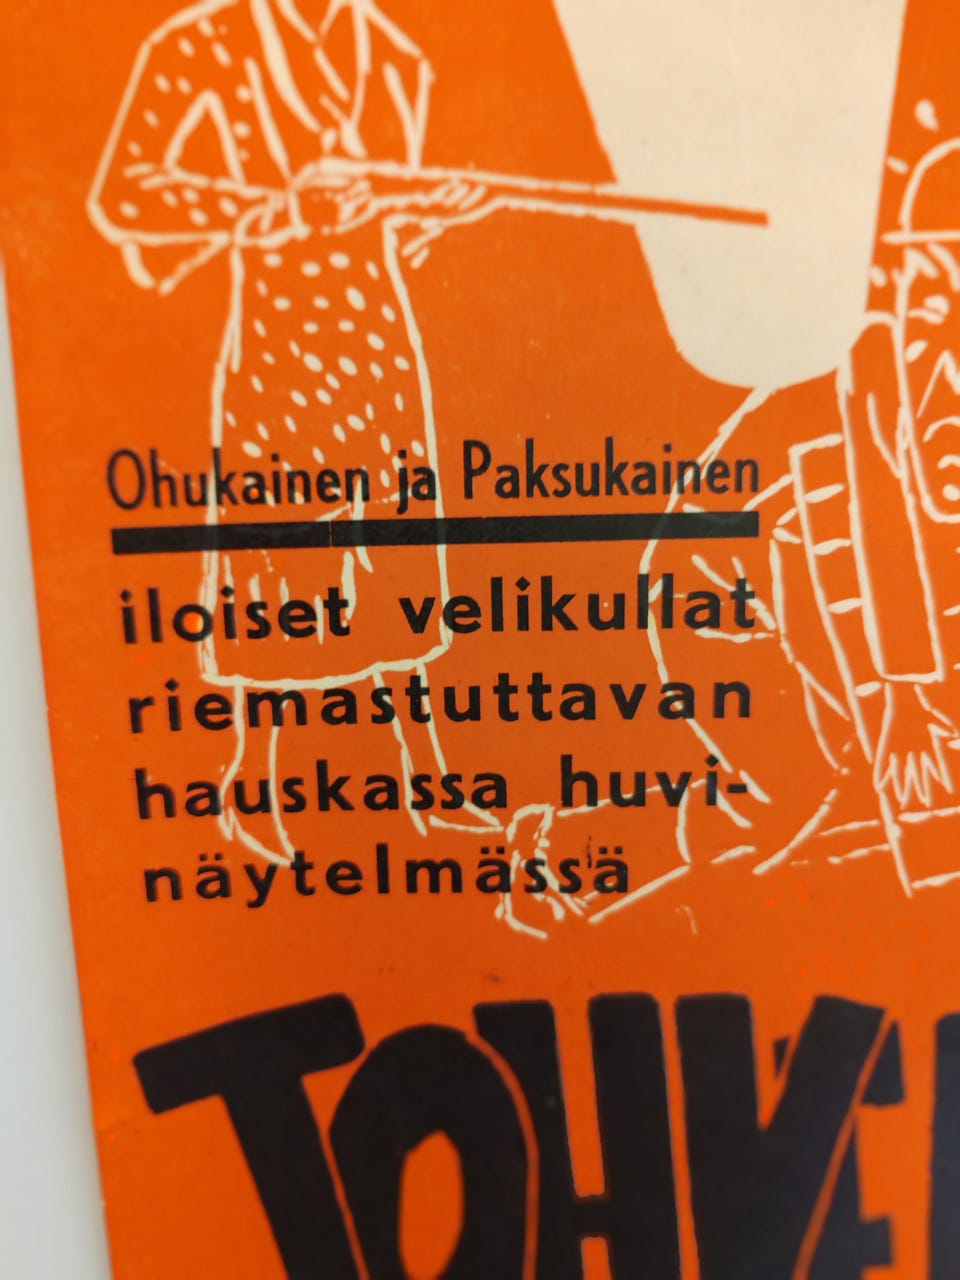 Ohukainen ja Paksukainen
iloiset velikullat
riemastuttavan
hauskassa huvi-
näytelmässä